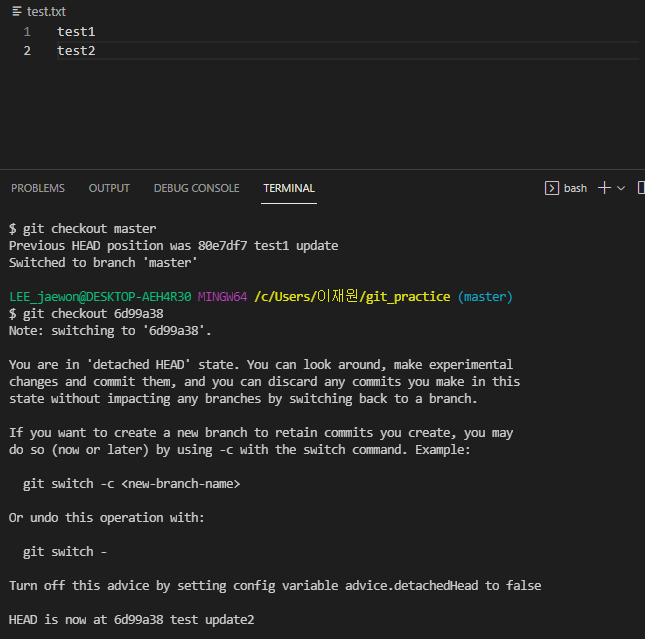 test.txt
1 test1
2 test2
PROBLEMS OUTPUT DEBUG CONSOLE TERMINAL bash
$ git checkout master
Previous HEAD position was 80e7df7 test1 update
Switched to branch 'master'
LEE_jaewon@DESKTOP-AEH4R30 MINGW64 /c/Users/이재원/git_practice (master)
$ git checkout 6d99a38
Note: switching to '6d99a38'.
You are in 'detached HEAD' state. You can look around, make experimental
changes and commit them, and you can discard any commits you make in this
state without impacting any branches by switching back to a branch.
If you want to create a new branch to retain commits you create, you may
do so (now or later) by using -c with the switch command. Example:
git switch -c <new-branch-name>
Or undo this operation with:
git switch -
Turn off this advice by setting config variable advice.detachedHead to false
HEAD is now at 6d99a38 test update2